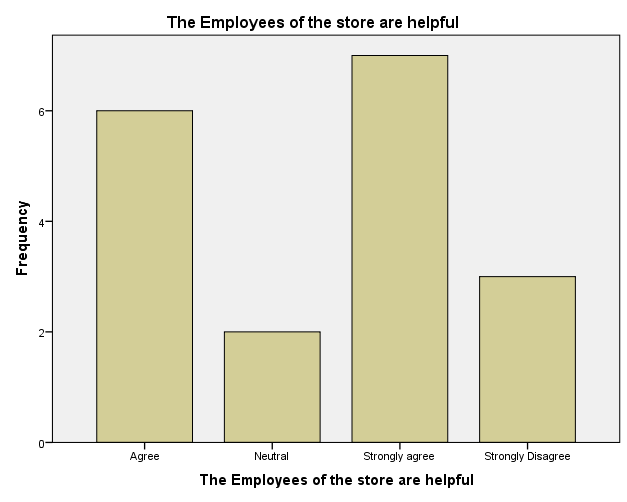 The Employees of the store are helpful
Frequency
6
4
2
0
Agree Neutral Strongly agree Strongly Disagree
The Employees of the store are helpful